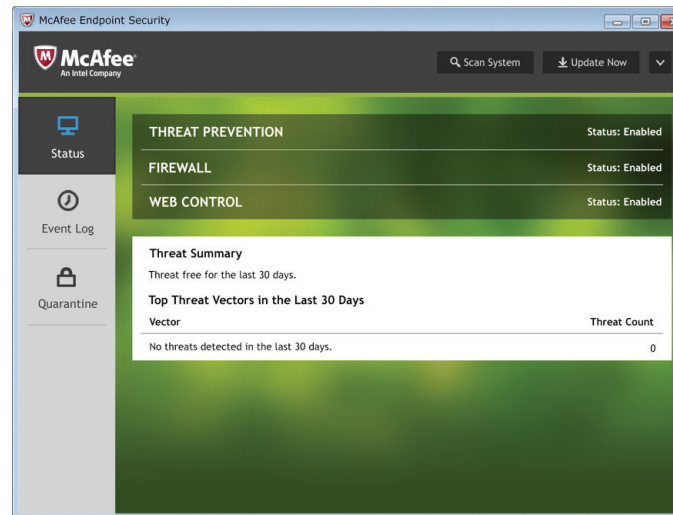 McAfee Endpoint Security
McAfee
An Intel Company
Scan System
Update Now
Status
Event Log
Quarantine
THREAT PREVENTION Status: Enabled
FIREWALL Status: Enabled
WEB CONTROL Status: Enabled
Threat Summary
Threat free for the last 30 days.
Top Threat Vectors in the Last 30 Days
Vector Threat Count
No threats detected in the last 30 days. 0